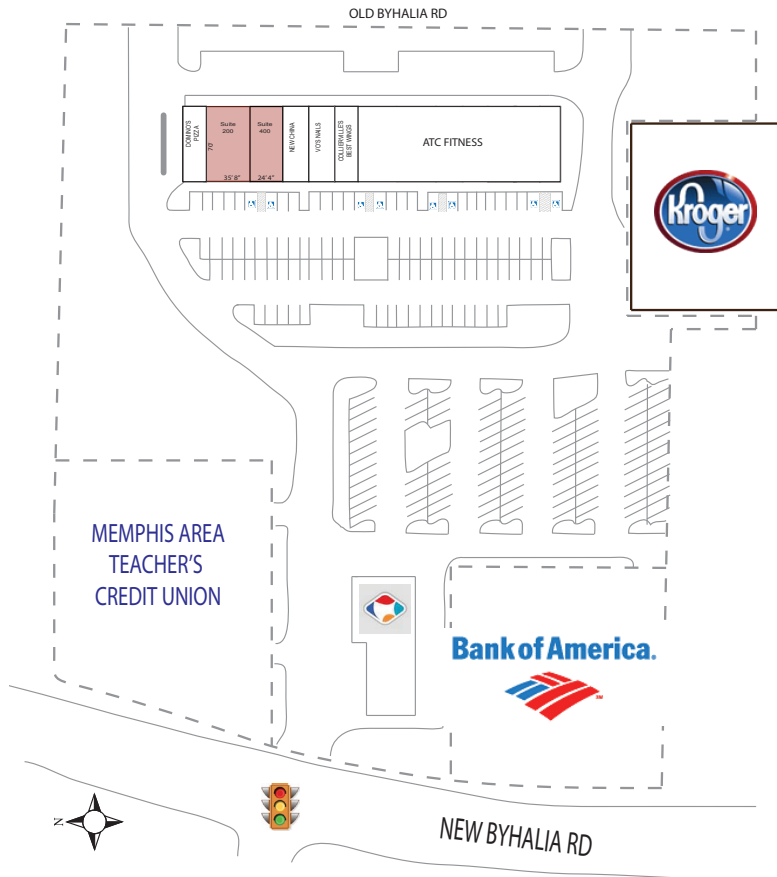 OLD BYHALIA RD
DOMINO'S
PIZZA
Suite
200
70'
35' 8"
Suite
400
24' 4"
NEW CHINA
VO'S NAILS
COLLIERVILLE'S
BEST WINGS
ATC FITNESS
Kroger
MEMPHIS AREA
TEACHER'S
CREDIT UNION
Bank of America.
TM
N
NEW BYHALIA RD